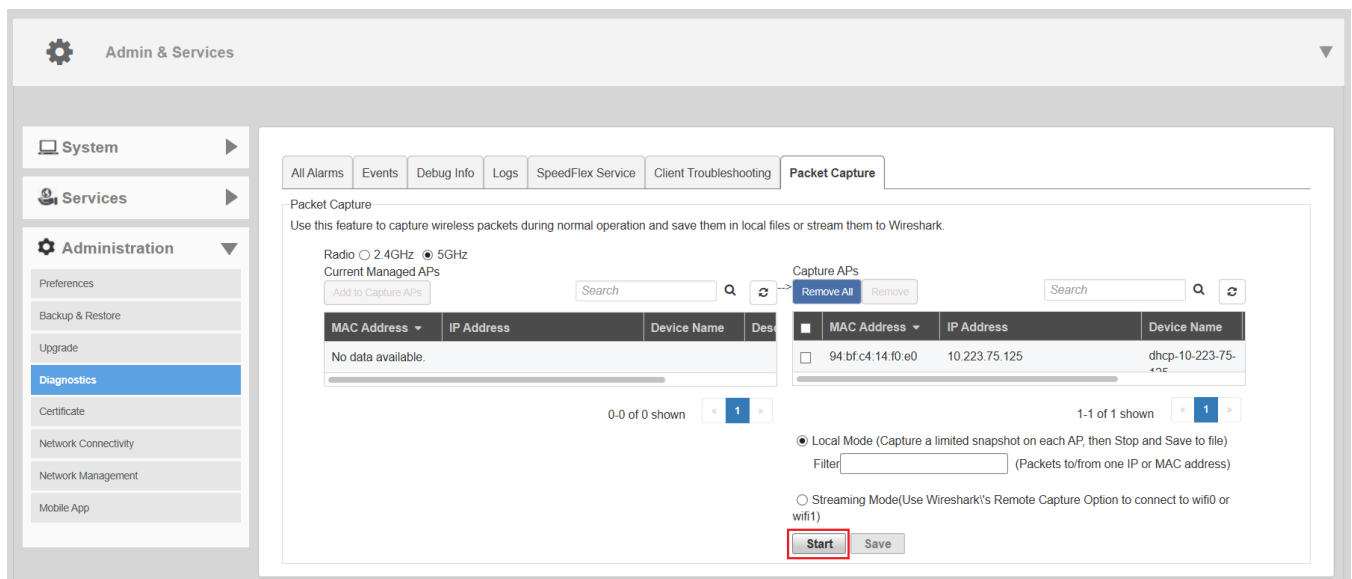 Admin & Services
System
Services
Administration
Preferences
Backup & Restore
Upgrade
Diagnostics
Certificate
Network Connectivity
Network Management
Mobile App
All Alarms Events Debug Info Logs SpeedFlex Service Client Troubleshooting Packet Capture
Packet Capture
Use this feature to capture wireless packets during normal operation and save them in local files or stream them to Wireshark.
Radio 2.4GHz 5GHz
Current Managed APs
Add to Capture APs Search
MAC Address IP Address Device Name Desc
No data available.
0-0 of 0 shown « 1 »
-->
Capture APs
Remove All Remove Search
MAC Address IP Address Device Name
94:bf:c4:14:f0:e0 10.223.75.125 dhcp-10-223-75-
125
1-1 of 1 shown « 1 »
Local Mode (Capture a limited snapshot on each AP, then Stop and Save to file)
Filter (Packets to/from one IP or MAC address)
Streaming Mode(Use Wireshark\'s Remote Capture Option to connect to wifi0 or
wifi1)
Start Save